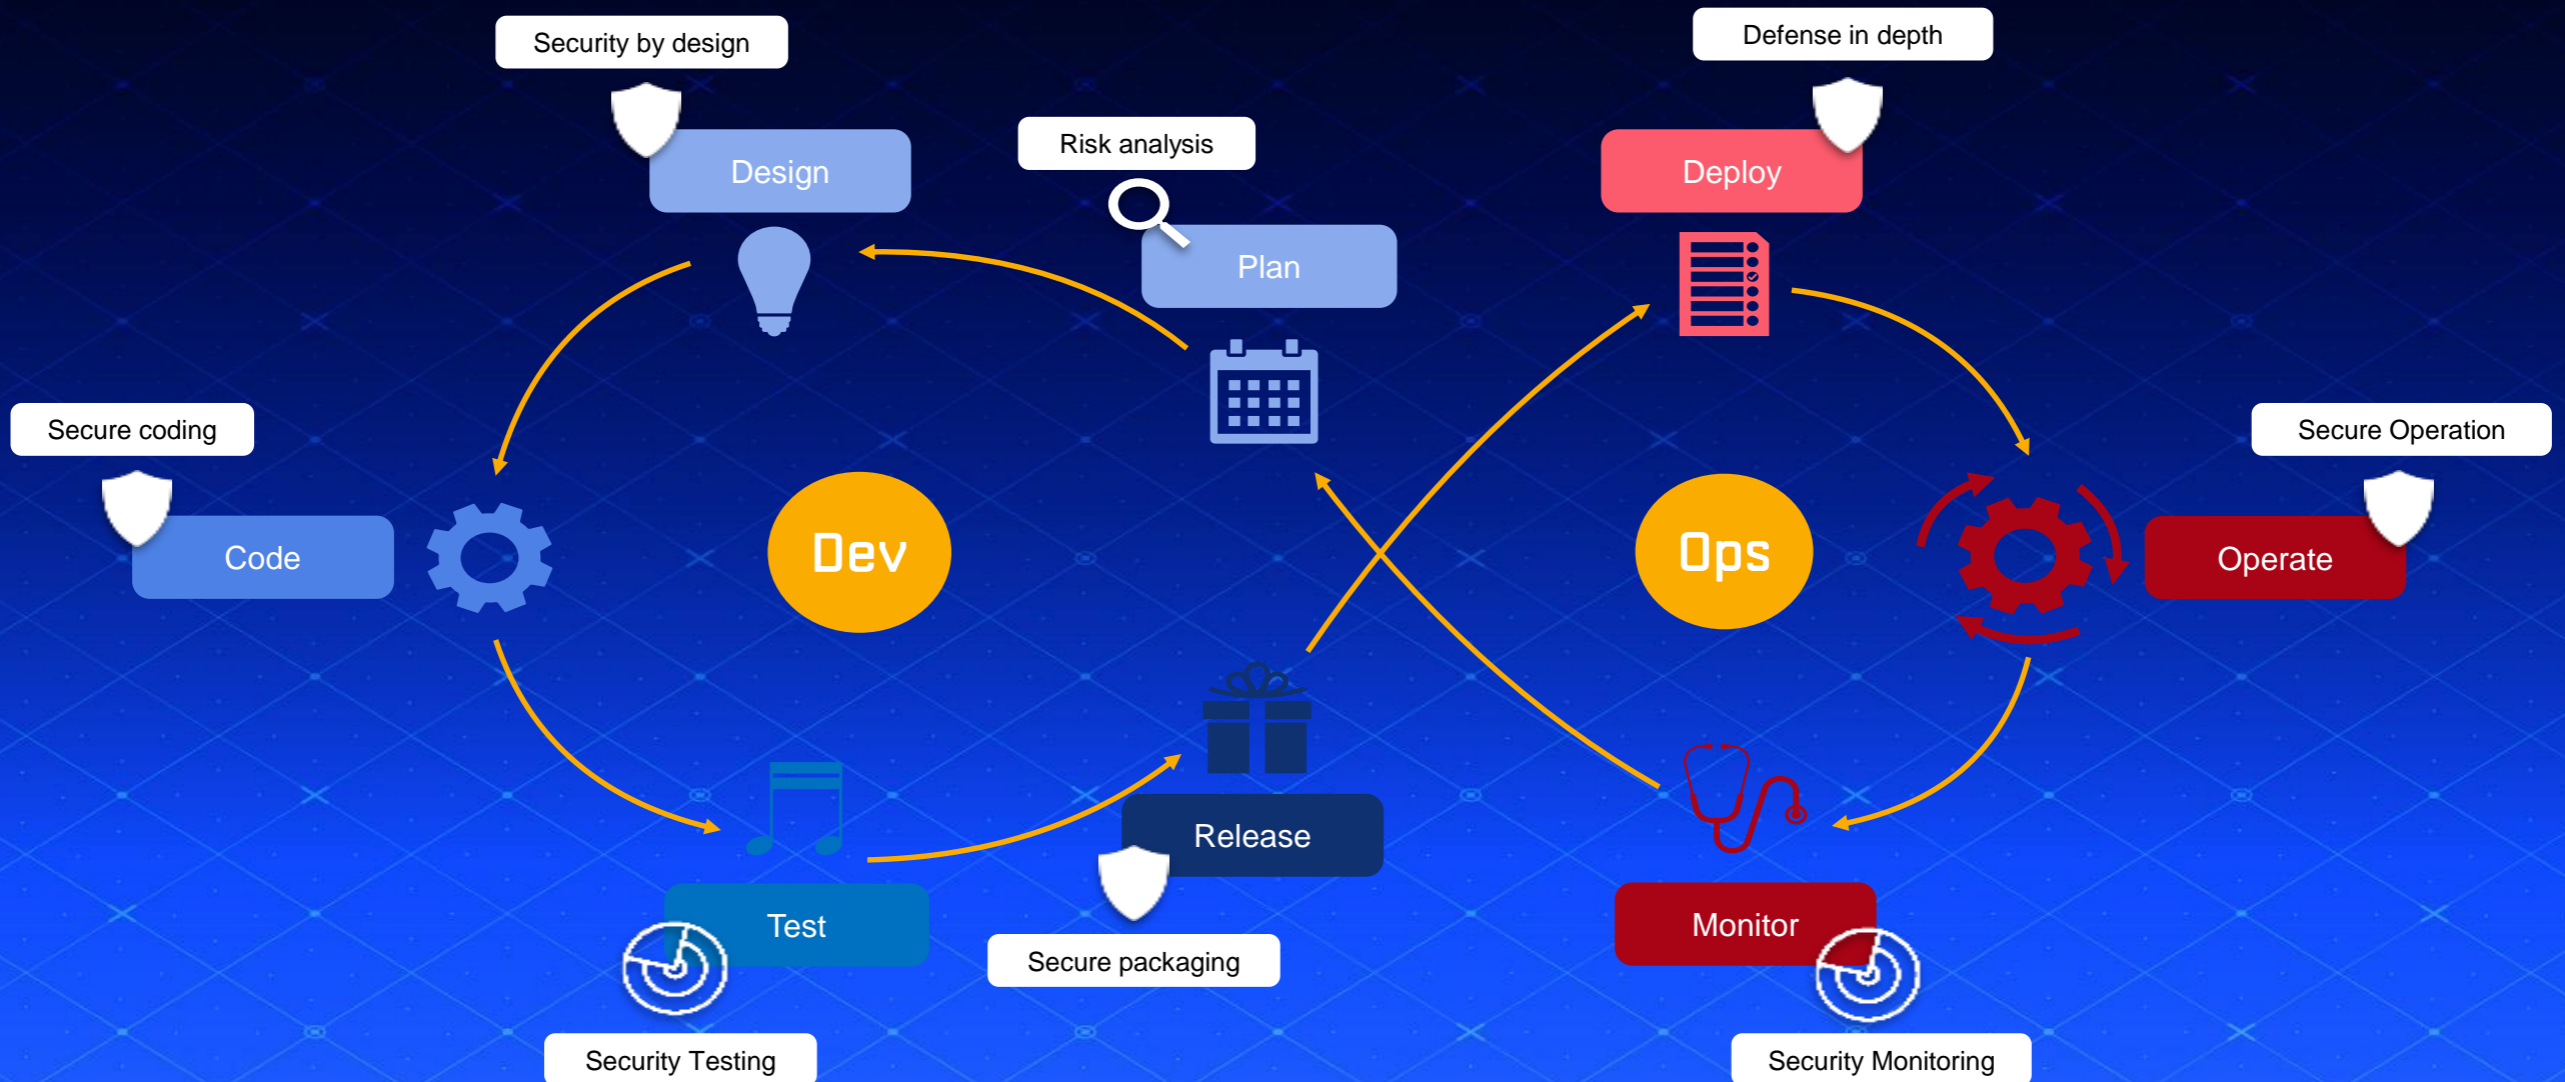 Security by design
Defense in depth
Risk analysis
Design
Deploy
Plan
Secure coding
Secure Operation
Code
Dev
Ops
Operate
Release
Test
Monitor
Secure packaging
Security Testing
Security Monitoring